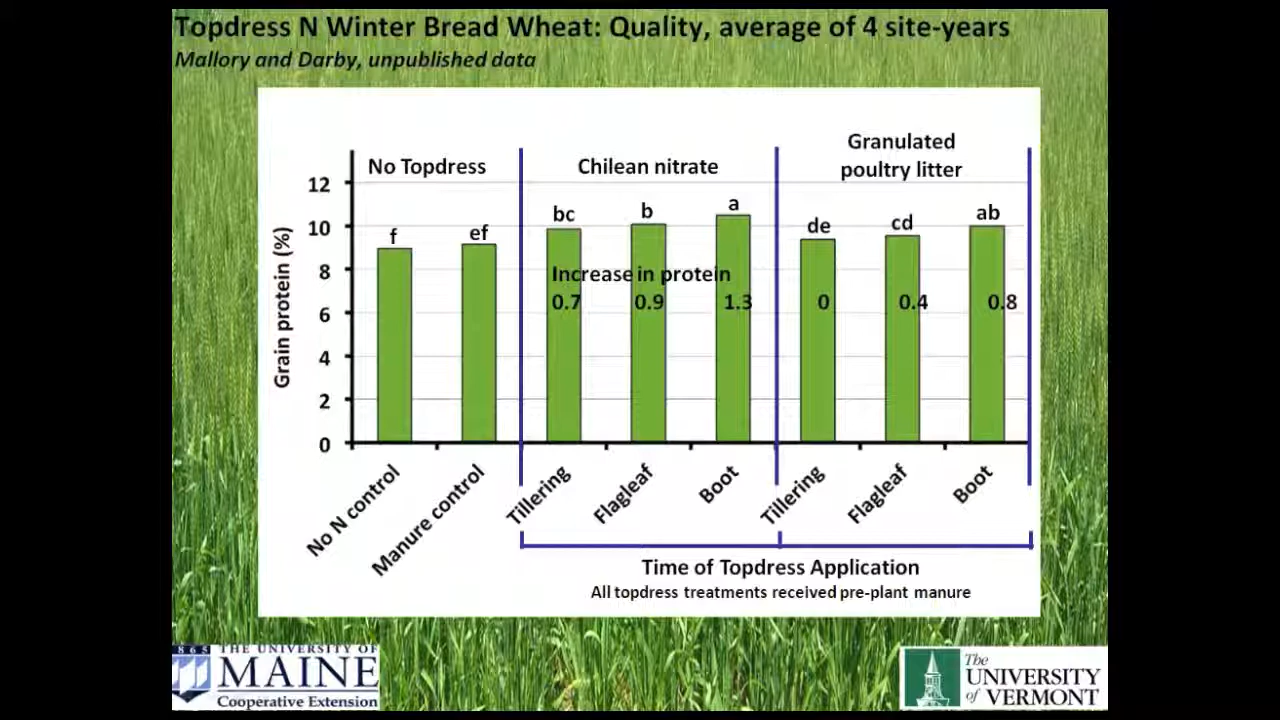 Topdress N Winter Bread Wheat: Quality, average of 4 site-years
Mallory and Darby, unpublished data
No Topdress
Chilean nitrate
Granulated
poultry litter
Grain protein (%)
12
10
8
6
4
2
0
f
ef
bc
b
a
de
cd
ab
Increase in protein
0.7 0.9 1.3 0 0.4 0.8
No N control
Manure control
Tillering
Flagleaf
Boot
Tillering
Flagleaf
Boot
Time of Topdress Application
All topdress treatments received pre-plant manure
1865
THE UNIVERSITY OF
MAINE
Cooperative Extension
The
UNIVERSITY
of VERMONT